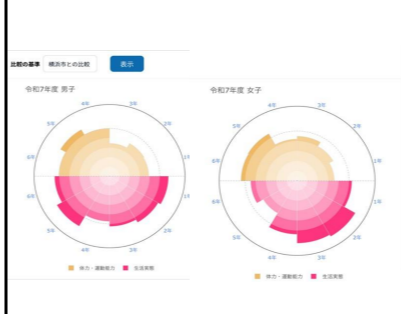 比較の基準 横浜市との比較 表示
令和7年度 男子
4年 3年
5年 2年
6年 1年
6年 1年
5年 2年
4年 3年
体力・運動能力 生活実態
令和7年度 女子
4年 3年
5年 2年
6年 1年
6年 1年
5年 2年
4年 3年
体力・運動能力 生活実態